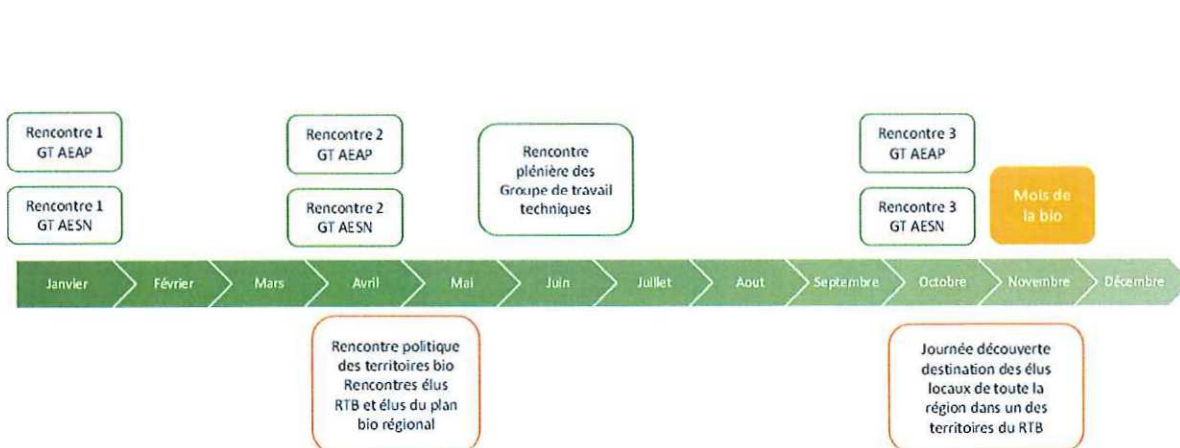 Rencontre 1
GT AEAP
Rencontre 2
GT AEAP
Rencontre
plénière des
Groupe de travail
techniques
Rencontre 3
GT AEAP
Rencontre 1
GT AESN
Rencontre 2
GT AESN
Rencontre 3
GT AESN
Mois de
la bio
Janvier
Février
Mars
Avril
Mai
Juin
Juillet
Aout
Septembre
Octobre
Novembre
Décembre
Rencontre politique
des territoires bio
Rencontres élus
RTB et élus du plan
bio régional
Journée découverte
destination des élus
locaux de toute la
région dans un des
territoires du RTB